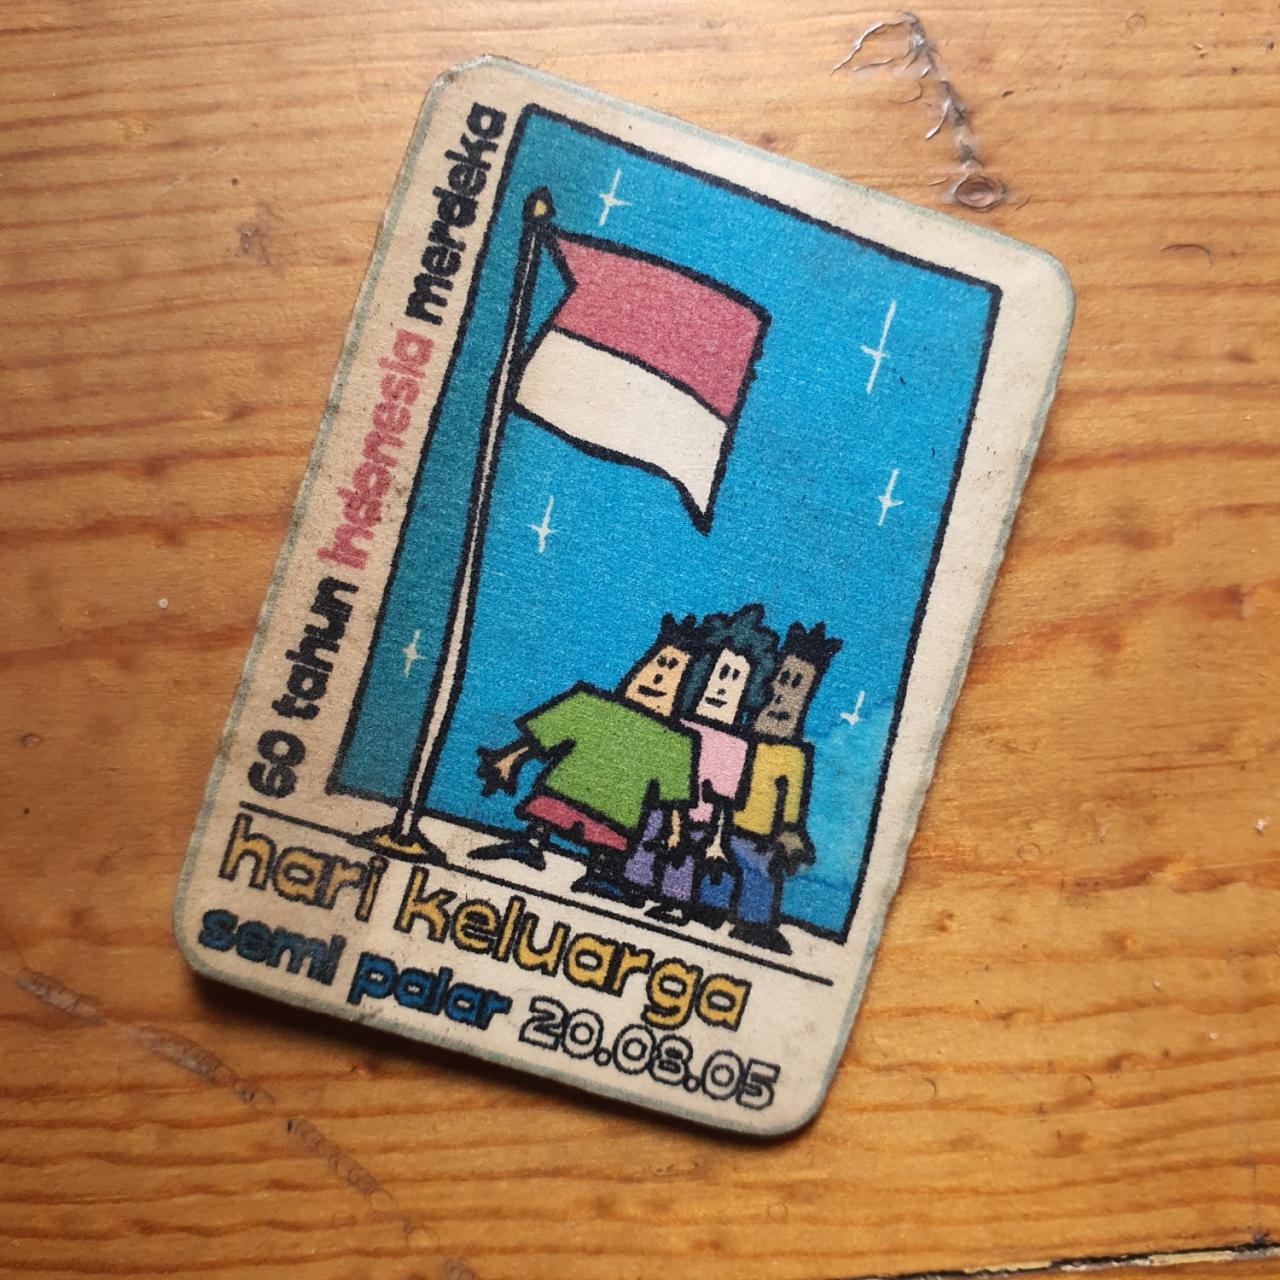 60 tahun indonesia merdeka
hari keluarga
semi palar 20.08.05